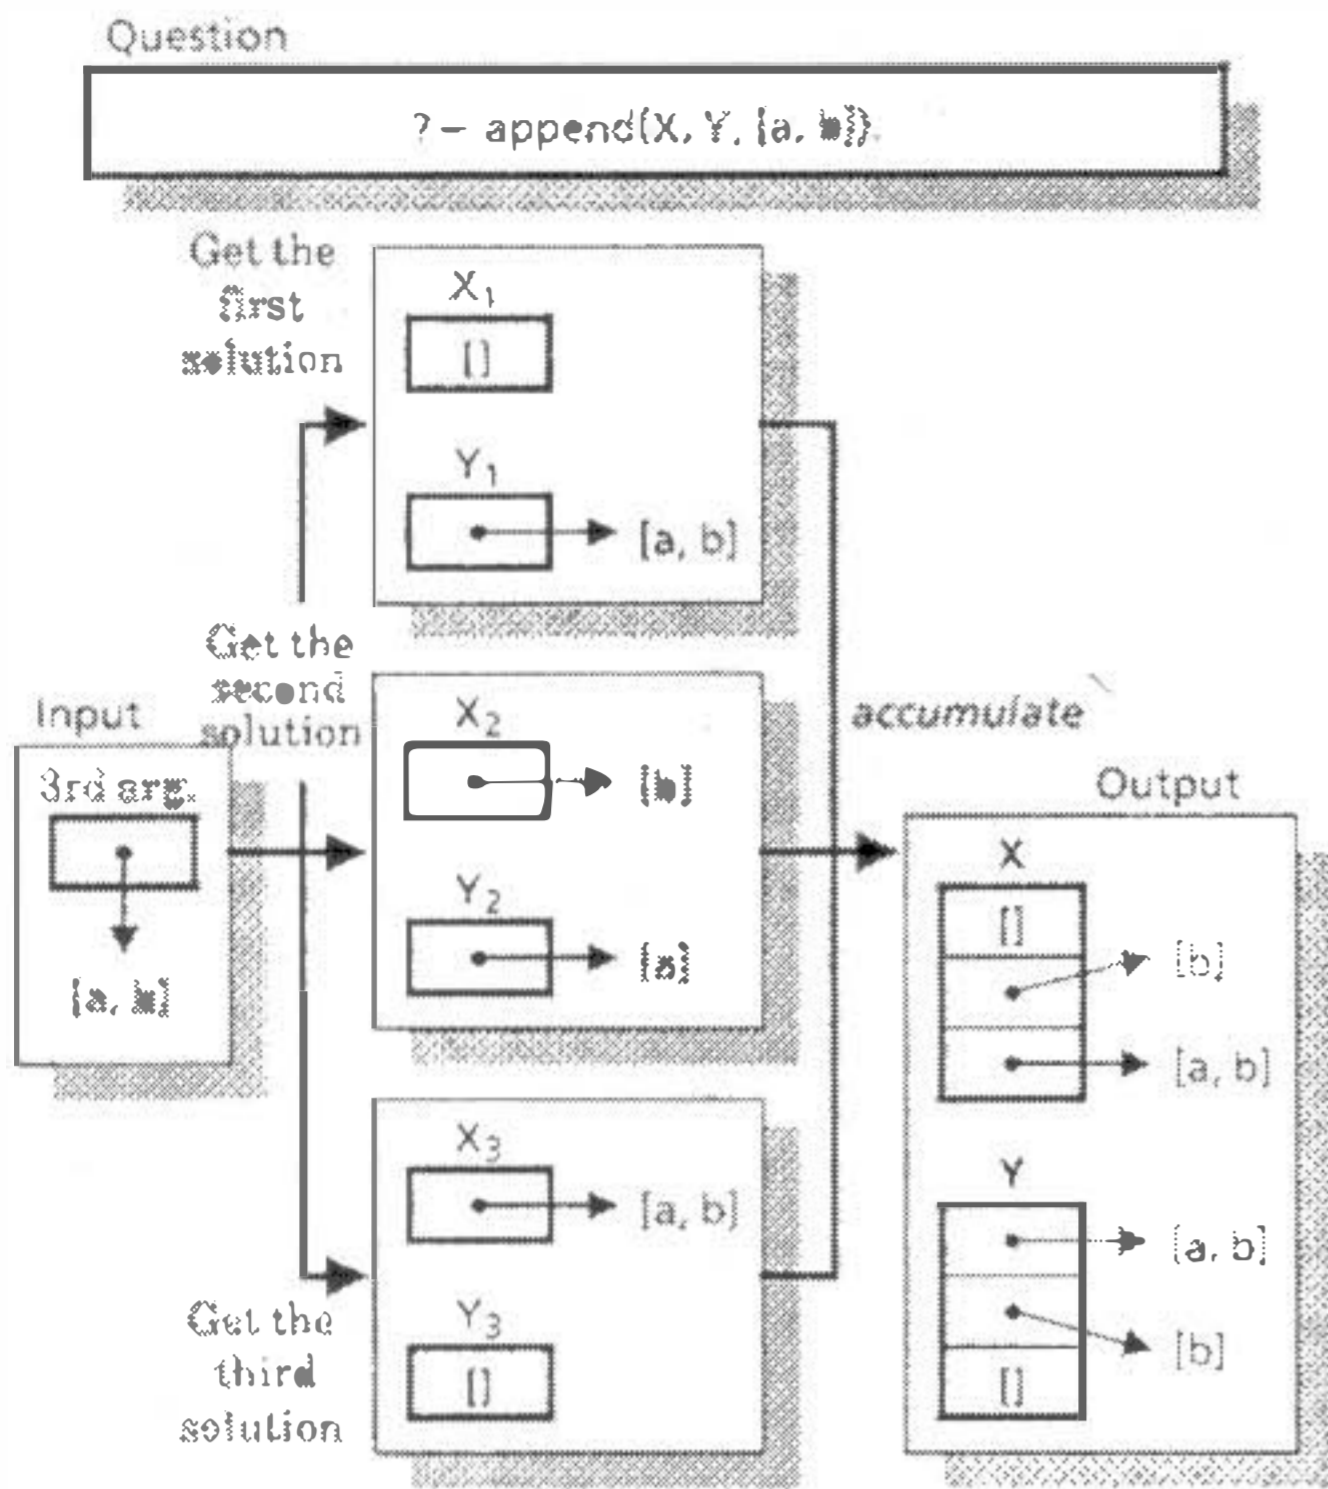 Question
? – append(X, Y, [a, b]).
Get the
first
solution
X1
[]
Y1
[a, b]
Get the
second
solution
X2
[b]
Y2
[a]
Input
3rd arg.
[a, b]
X3
[a, b]
Y3
[]
Get the
third
solution
accumulate
Output
X
[]
[b]
[a, b]
Y
[a, b]
[b]
[]